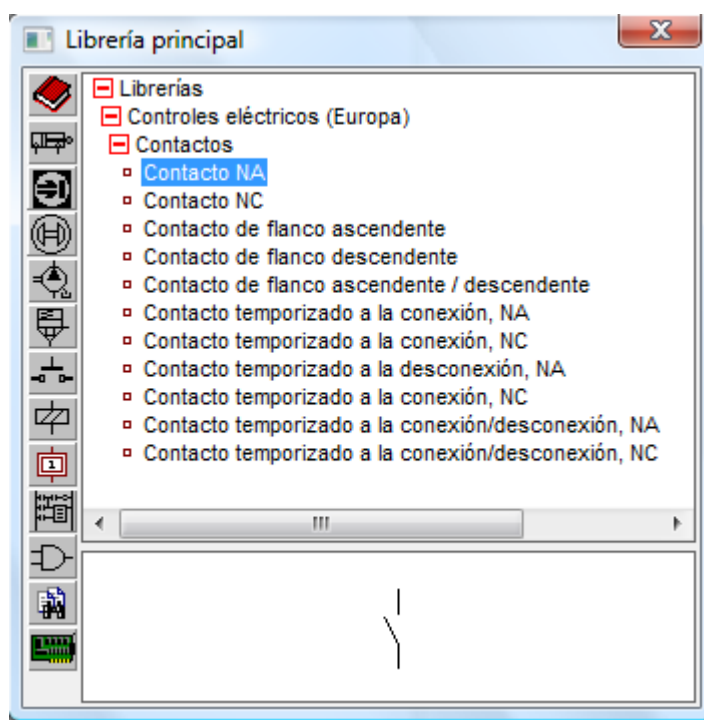 Librería principal
Librerías
Controles eléctricos (Europa)
Contactos
Contacto NA
Contacto NC
Contacto de flanco ascendente
Contacto de flanco descendente
Contacto de flanco ascendente / descendente
Contacto temporizado a la conexión, NA
Contacto temporizado a la conexión, NC
Contacto temporizado a la desconexión, NA
Contacto temporizado a la conexión, NC
Contacto temporizado a la conexión/desconexión, NA
Contacto temporizado a la conexión/desconexión, NC
1